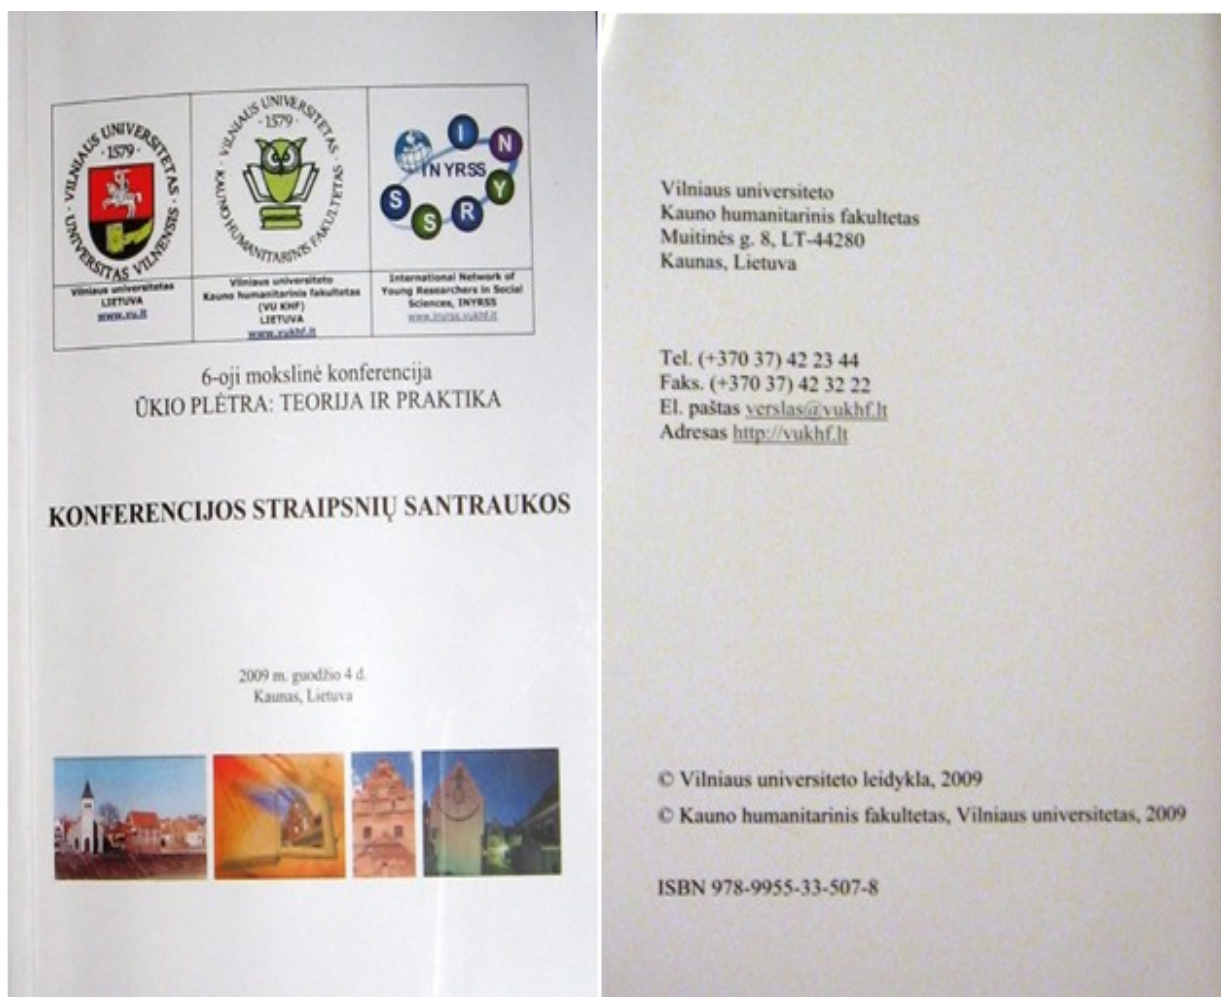 VILNIAUS UNIVERSITETAS
· 1579 ·
UNIVERSITAS VILNENSIS
Vilniaus universitetas
LIETUVA
www.vu.lt
· VILNIAUS UNIVERSITETAS ·
· 1579 ·
KAUNO HUMANITARINIS FAKULTETAS
Vilniaus universiteto
Kauno humanitarinis fakultetas
(VU KHF)
LIETUVA
www.vukhf.lt
I N Y R S S
INYRSS
International Network of
Young Researchers in Social
Sciences, INYRSS
www.inyrss.vukhf.lt
6-oji mokslinė konferencija
ŪKIO PLĖTRA: TEORIJA IR PRAKTIKA
KONFERENCIJOS STRAIPSNIŲ SANTRAUKOS
2009 m. guodžio 4 d.
Kaunas, Lietuva
Vilniaus universiteto
Kauno humanitarinis fakultetas
Muitinės g. 8, LT-44280
Kaunas, Lietuva
Tel. (+370 37) 42 23 44
Faks. (+370 37) 42 32 22
El. paštas verslas@vukhf.lt
Adresas http://vukhf.lt
© Vilniaus universiteto leidykla, 2009
© Kauno humanitarinis fakultetas, Vilniaus universitetas, 2009
ISBN 978-9955-33-507-8